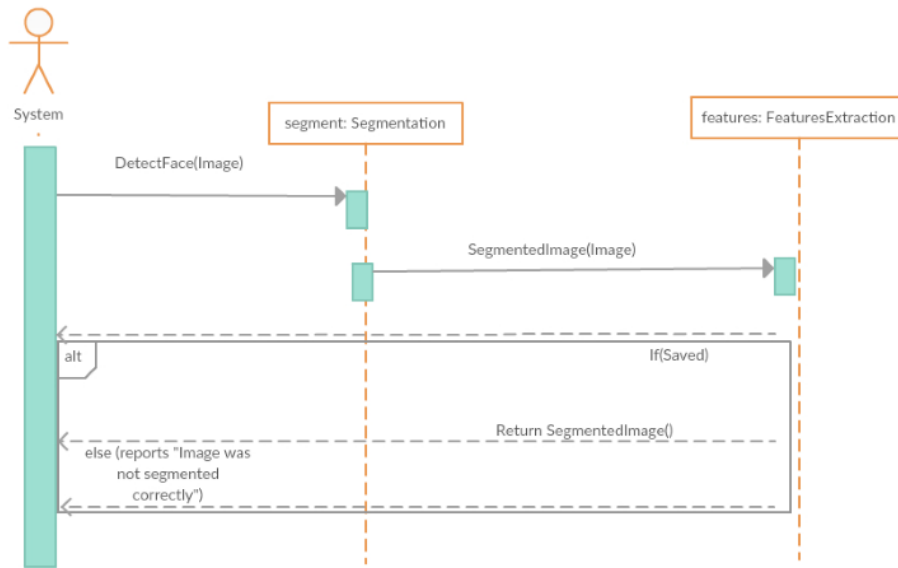 System
segment: Segmentation
features: FeaturesExtraction
DetectFace(Image)
SegmentedImage(Image)
alt
If(Saved)
Return SegmentedImage()
else (reports "Image was
not segmented
correctly")